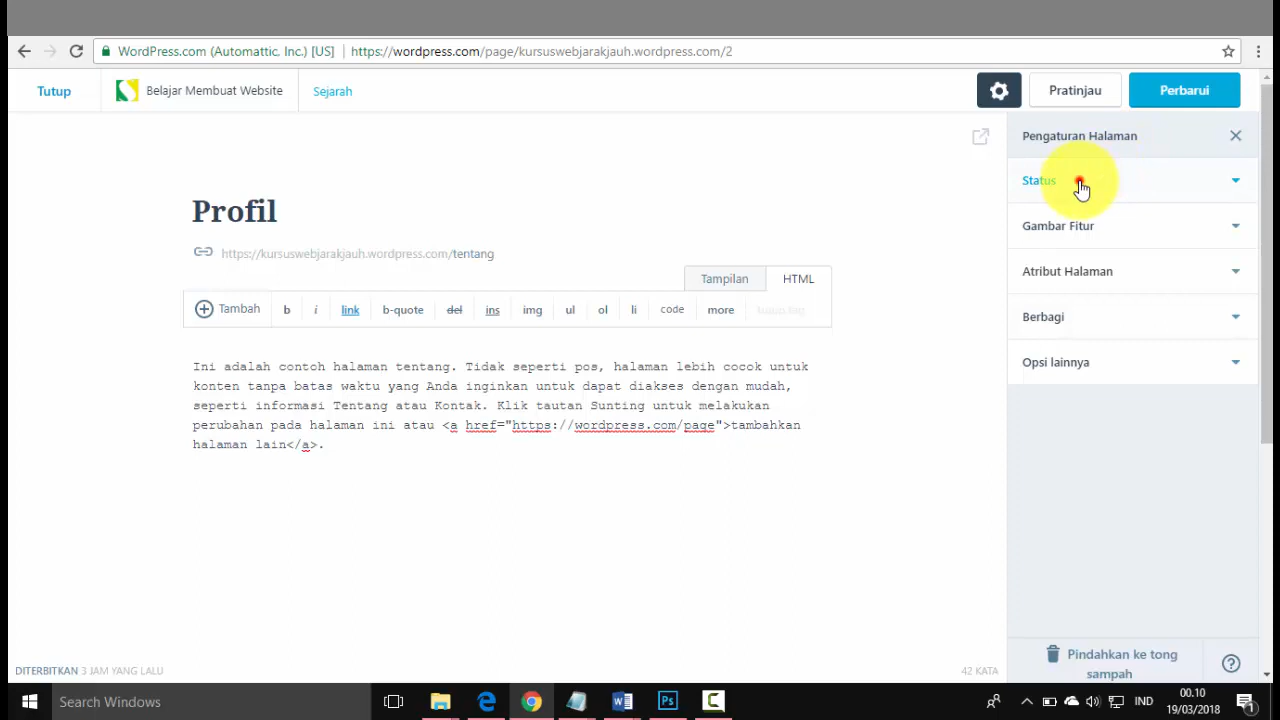 WordPress.com (Automattic, Inc.) [US]
https://wordpress.com/page/kursuswebjarakjauh.wordpress.com/2
Tutup
Belajar Membuat Website
Sejarah
Pratinjau
Perbarui
Pengaturan Halaman
Status
Gambar Fitur
Atribut Halaman
Berbagi
Opsi lainnya
Profil
https://kursuswebjarakjauh.wordpress.com/tentang
Tampilan
HTML
Tambah
b
i
link
b-quote
del
ins
img
ul
ol
li
code
more
tutup tag
Ini adalah contoh halaman tentang. Tidak seperti pos, halaman lebih cocok untuk
konten tanpa batas waktu yang Anda inginkan untuk dapat diakses dengan mudah,
seperti informasi Tentang atau Kontak. Klik tautan Sunting untuk melakukan
perubahan pada halaman ini atau <a href="https://wordpress.com/page">tambahkan
halaman lain</a>.
DITERBITKAN 3 JAM YANG LALU
42 KATA
Pindahkan ke tong
sampah
Search Windows
Ps
IND
00.10
19/03/2018
1